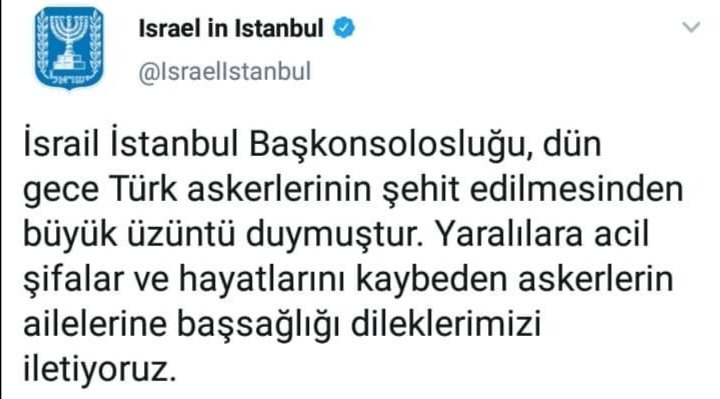 Israel in Istanbul
@IsraelIstanbul
İsrail İstanbul Başkonsolosluğu, dün
gece Türk askerlerinin şehit edilmesinden
büyük üzüntü duymuştur. Yaralılara acil
şifalar ve hayatlarını kaybeden askerlerin
ailelerine başsağlığı dileklerimizi
iletiyoruz.